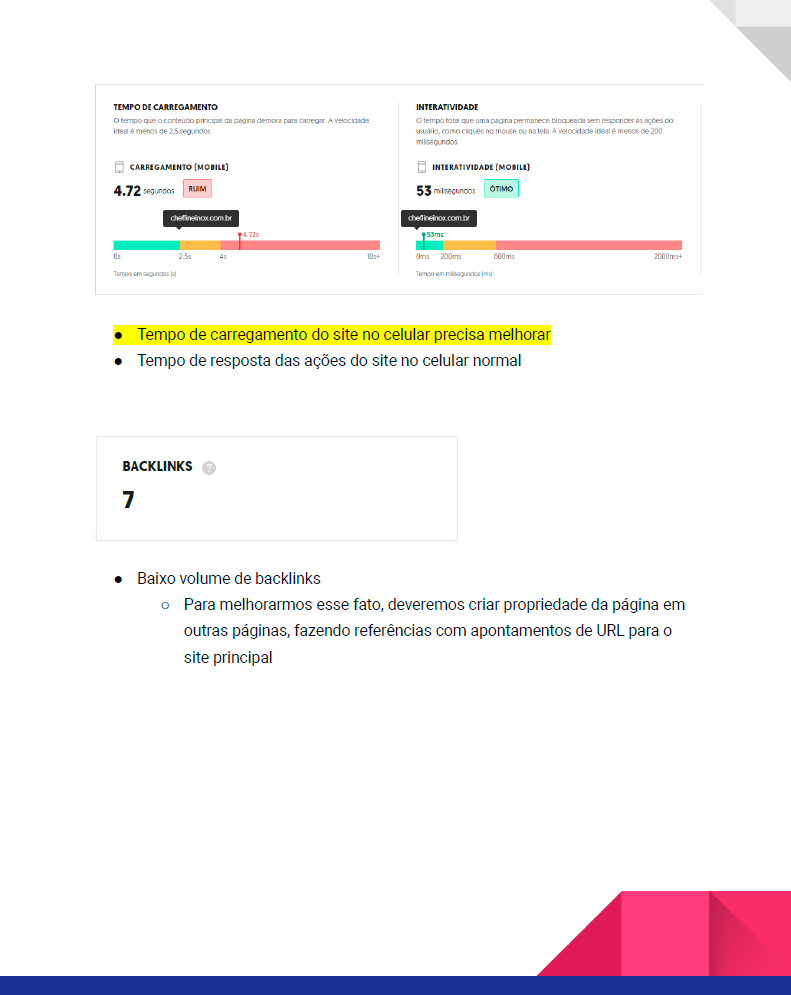 TEMPO DE CARREGAMENTO
O tempo que o conteúdo principal da página demora para carregar. A velocidade
ideal é menos de 2,5 segundos.
CARREGAMENTO (MOBILE)
4.72 segundos RUIM
cheflineinox.com.br
4.72s
0s 2.5s 4s 10s+
Tempo em segundos (s)
INTERATIVIDADE
O tempo total que uma página permanece bloqueada sem responder às ações do
usuário, como cliques no mouse ou na tela. A velocidade ideal é menos de 200
milisegundos.
INTERATIVIDADE (MOBILE)
53 milisegundos ÓTIMO
cheflineinox.com.br
53ms
0ms 200ms 600ms 2000ms+
Tempo em milisegundos (ms)
● Tempo de carregamento do site no celular precisa melhorar
● Tempo de resposta das ações do site no celular normal
BACKLINKS ?
7
● Baixo volume de backlinks
○ Para melhorarmos esse fato, deveremos criar propriedade da página em
outras páginas, fazendo referências com apontamentos de URL para o
site principal